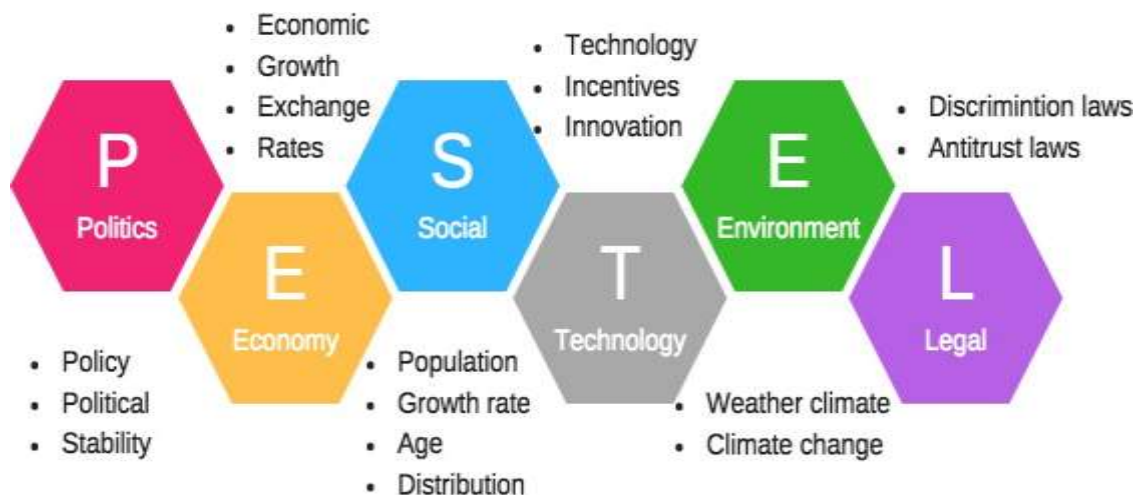 P
Politics
• Policy
• Political
• Stability
• Economic
• Growth
• Exchange
• Rates
E
Economy
S
Social
• Population
• Growth rate
• Age
• Distribution
• Technology
• Incentives
• Innovation
T
Technology
E
Environment
• Weather climate
• Climate change
• Discrimintion laws
• Antitrust laws
L
Legal